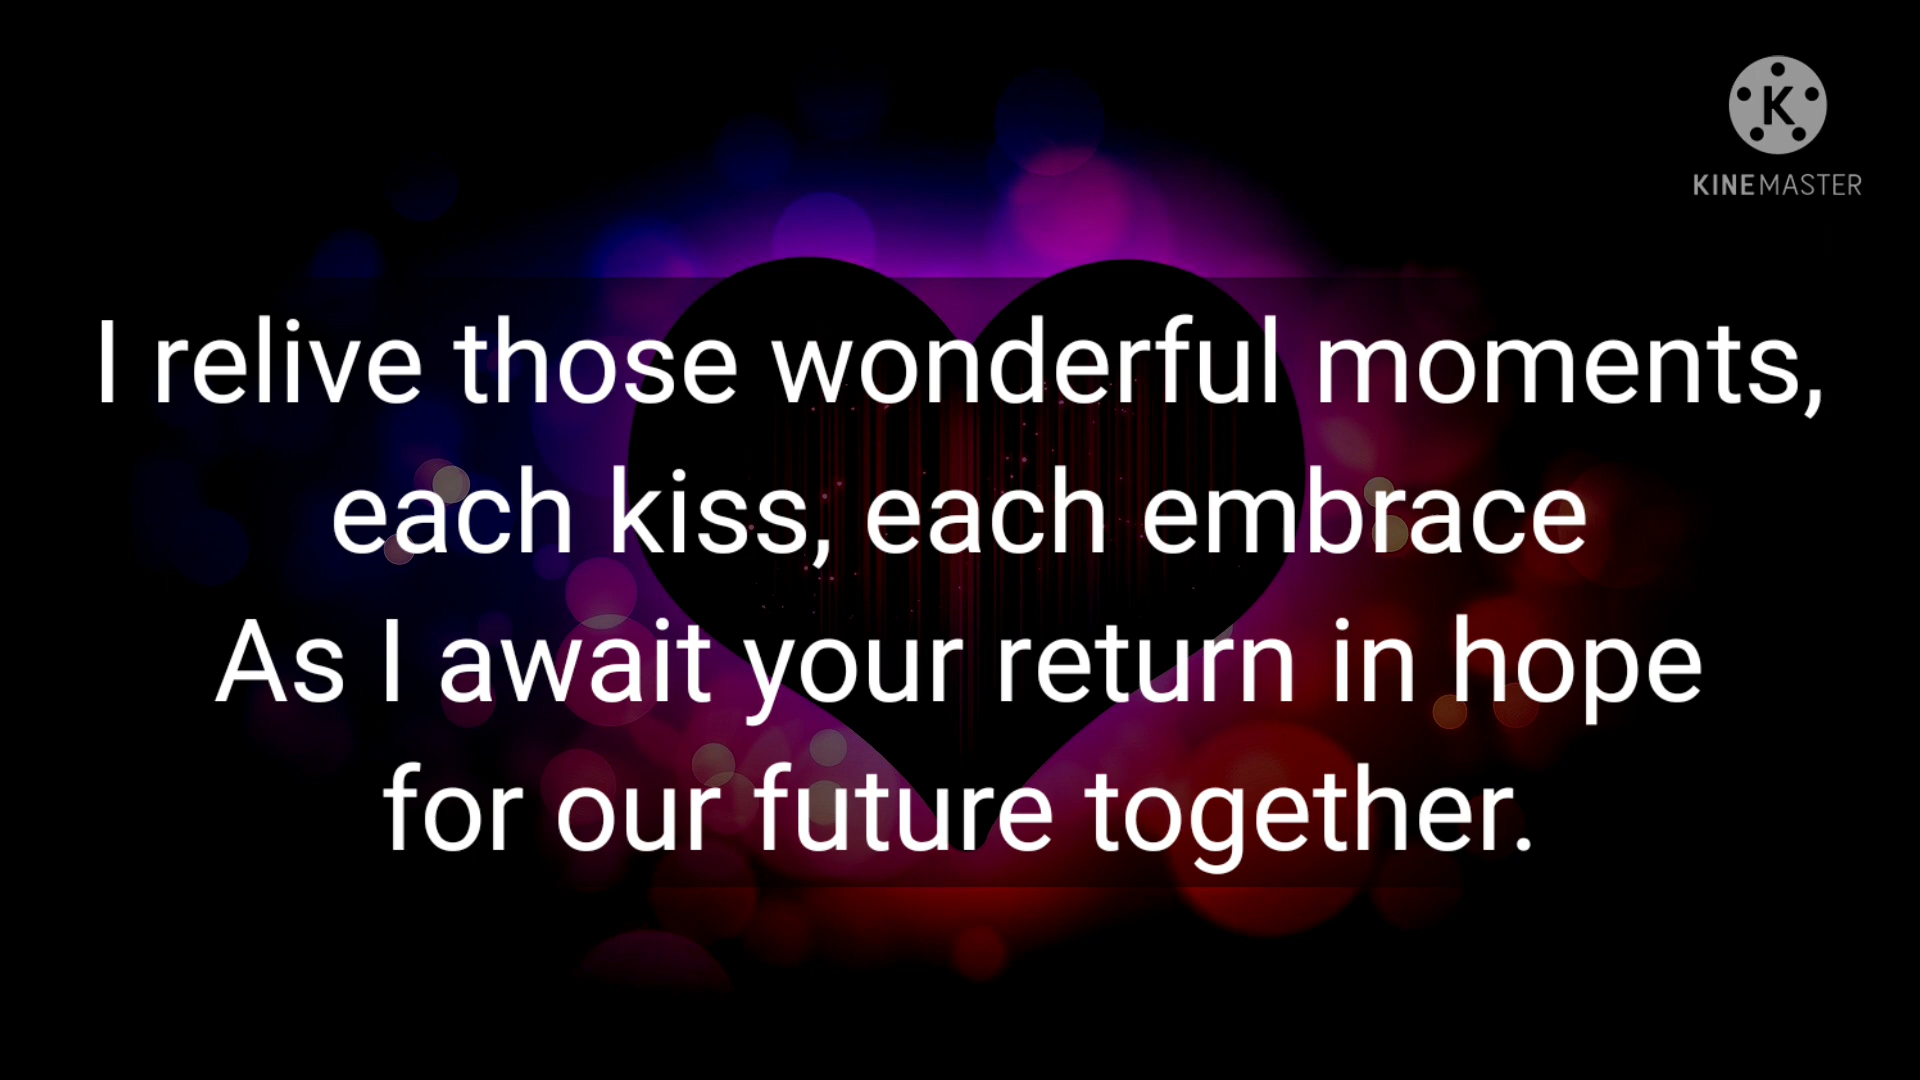 K
KINEMASTER
I relive those wonderful moments,
each kiss, each embrace
As I await your return in hope
for our future together.